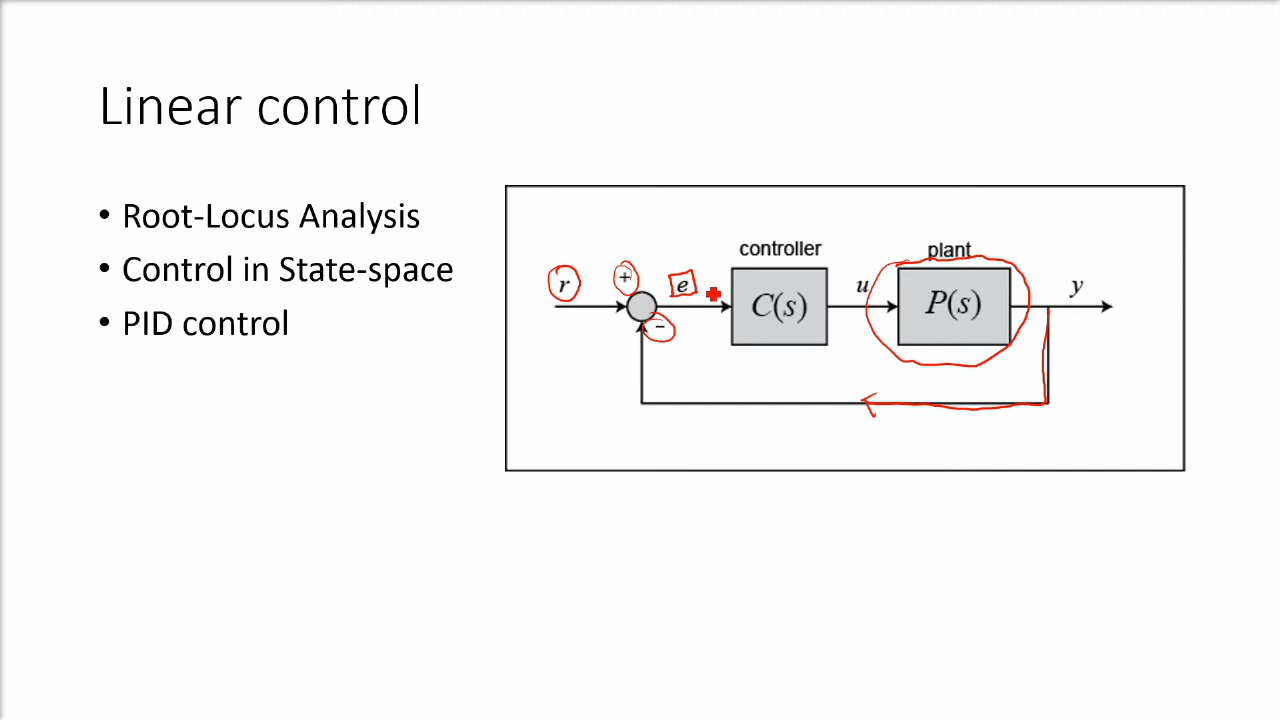 Linear control
• Root-Locus Analysis
• Control in State-space
• PID control
controller plant
r + e C(s) u P(s) y
-